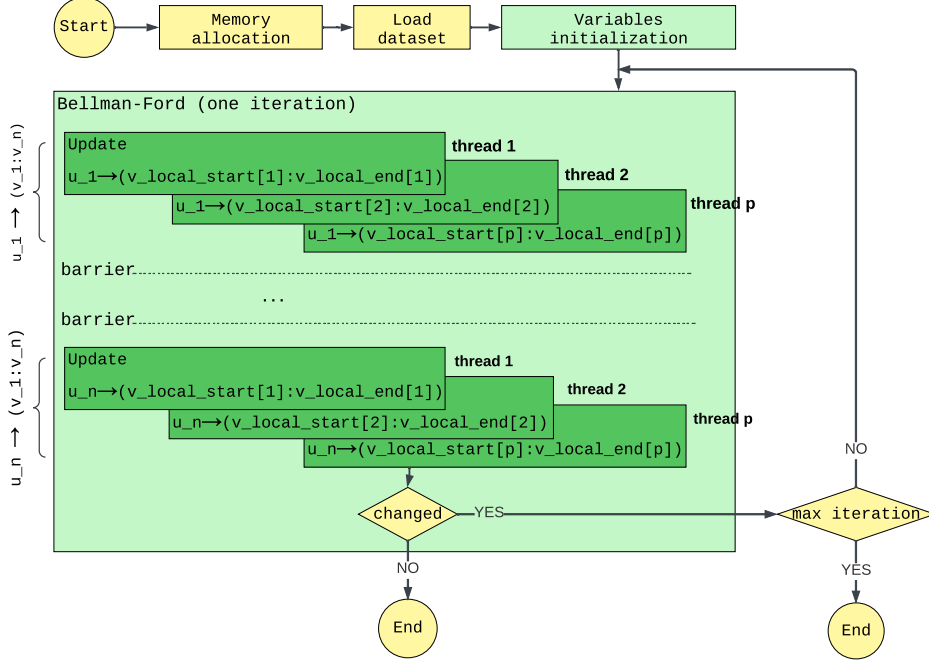 Start
Memory
allocation
Load
dataset
Variables
initialization
Bellman-Ford (one iteration)
u_1 → (v_1:v_n)
Update
thread 1
u_1→(v_local_start[1]:v_local_end[1])
thread 2
u_1→(v_local_start[2]:v_local_end[2])
thread p
u_1→(v_local_start[p]:v_local_end[p])
barrier
...
barrier
u_n → (v_1:v_n)
Update
thread 1
u_n→(v_local_start[1]:v_local_end[1])
thread 2
u_n→(v_local_start[2]:v_local_end[2])
thread p
u_n→(v_local_start[p]:v_local_end[p])
NO
changed
YES
max iteration
NO
YES
End
End